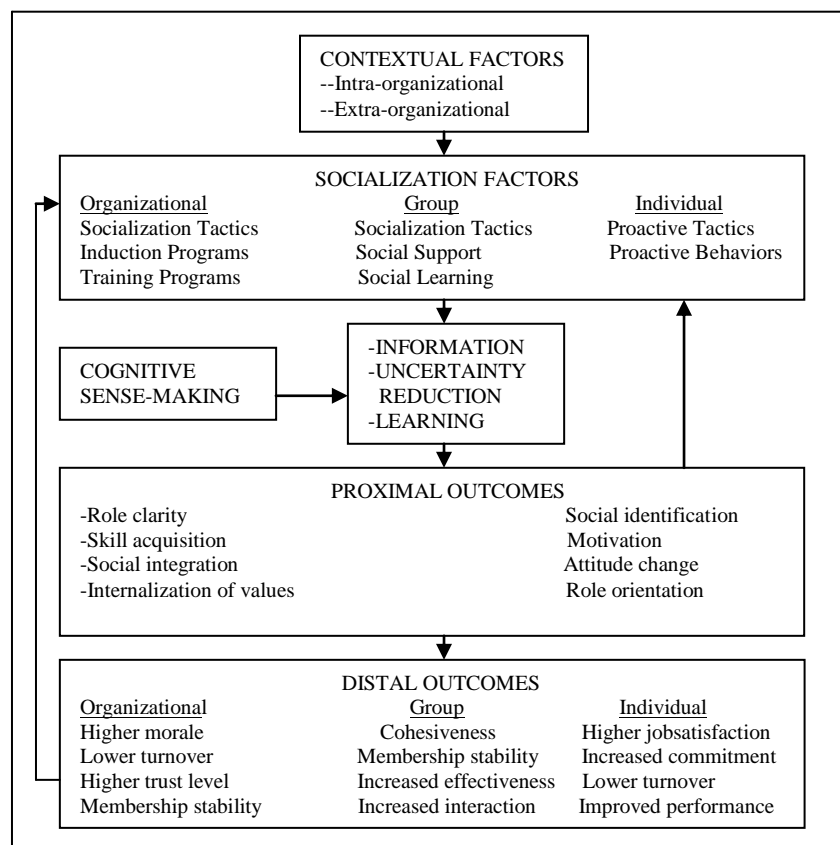 CONTEXTUAL FACTORS
--Intra-organizational
--Extra-organizational
SOCIALIZATION FACTORS
Organizational Group Individual
Socialization Tactics Socialization Tactics Proactive Tactics
Induction Programs Social Support Proactive Behaviors
Training Programs Social Learning
COGNITIVE
SENSE-MAKING
-INFORMATION
-UNCERTAINTY
REDUCTION
-LEARNING
PROXIMAL OUTCOMES
-Role clarity Social identification
-Skill acquisition Motivation
-Social integration Attitude change
-Internalization of values Role orientation
DISTAL OUTCOMES
Organizational Group Individual
Higher morale Cohesiveness Higher jobsatisfaction
Lower turnover Membership stability Increased commitment
Higher trust level Increased effectiveness Lower turnover
Membership stability Increased interaction Improved performance